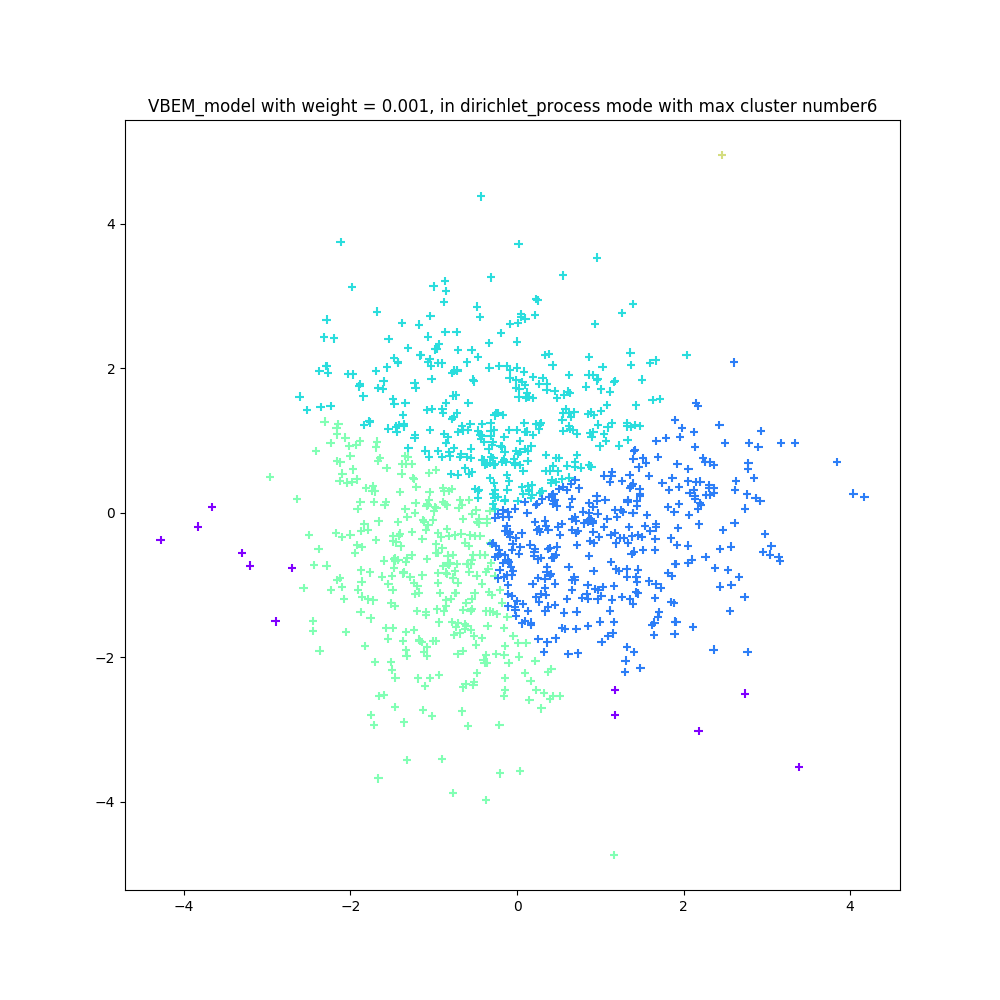 VBEM_model with weight = 0.001, in dirichlet_process mode with max cluster number6
4
2
0
−2
−4
−4 −2 0 2 4